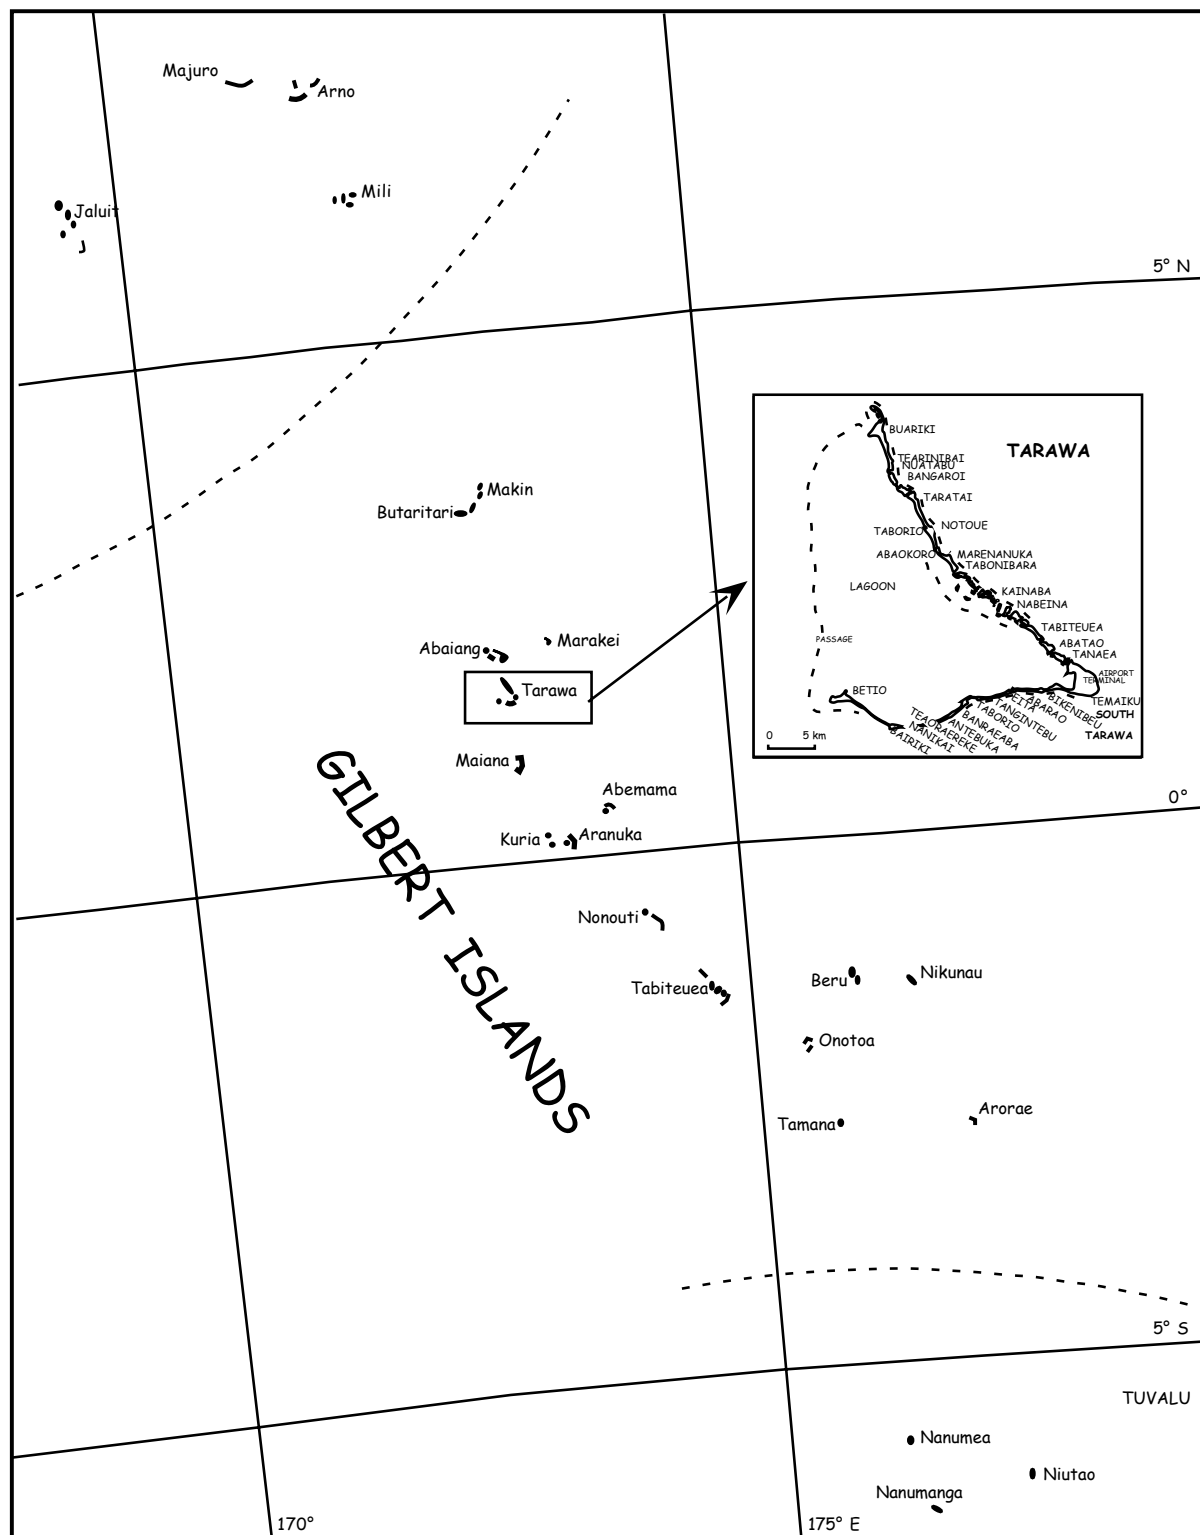 Majuro
Arno
Mili
Jaluit
5° N
TARAWA
BUARIKI
TEARINIBAI
NUATABU
BANGAROI
TARATAI
NOTOUE
TABORIO
ABAOKORO
MARENANUKA
TABONIBARA
LAGOON
KAINABA
NABEINA
TABITEUEA
PASSAGE
ABATAO
TANAEA
AIRPORT
TERMINAL
BETIO
TEMAIKU
SOUTH
TARAWA
BIKENIBEU
ABARAO
EITA
TANGINTEBU
TABORIO
BANRAEABA
ANTEBUKA
TEAORAEREKE
NANIKAI
BAIRIKI
0
5 km
Makin
Butaritari
Marakei
Abaiang
Tarawa
Maiana
Abemama
Kuria
Aranuka
0°
GILBERT ISLANDS
Nonouti
Tabiteuea
Beru
Nikunau
Onotoa
Tamana
Arorae
5° S
TUVALU
Nanumea
Niutao
Nanumanga
170°
175° E